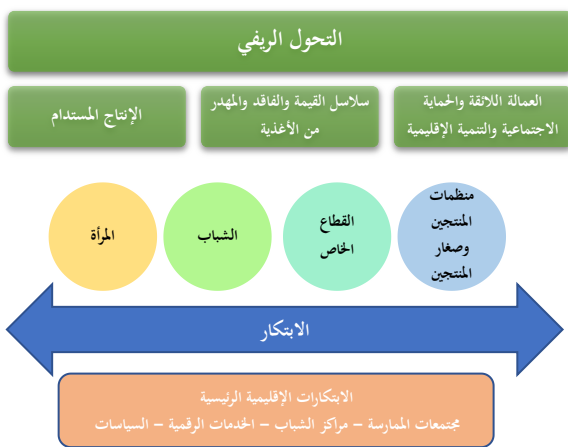 التحول الريفي
العمالة اللائقة والحماية
الاجتماعية والتنمية الإقليمية
سلاسل القيمة والفاقد والمهدر
من الأغذية
الإنتاج المستدام
منظمات
المنتجين
وصغار
المنتجين
القطاع
الخاص
الشباب
المرأة
الابتكار
الابتكارات الإقليمية الرئيسية
مجتمعات الممارسة – مراكز الشباب – الخدمات الرقمية – السياسات